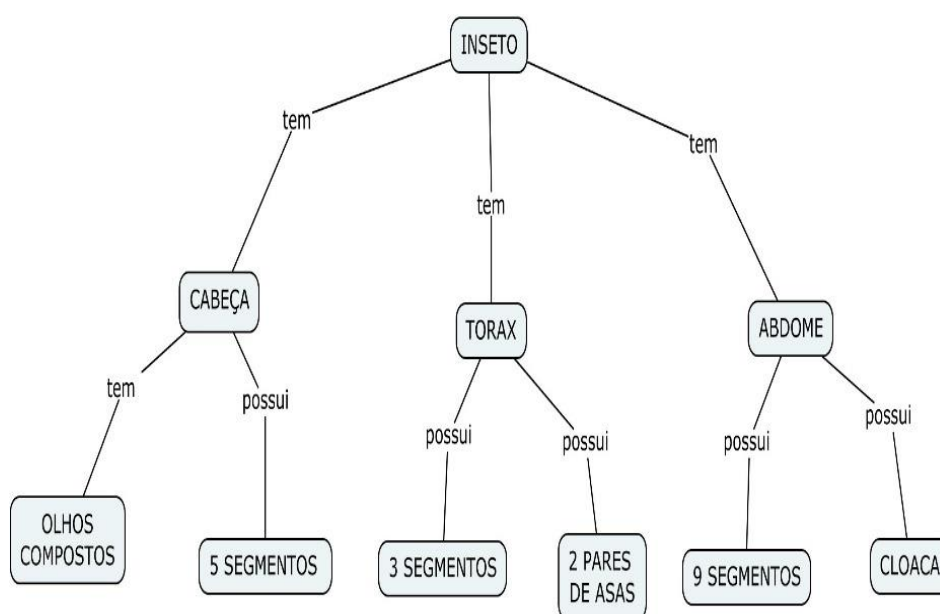 INSETO
tem
tem
tem
CABEÇA
TORAX
ABDOME
tem
possui
possui
possui
possui
possui
OLHOS
COMPOSTOS
5 SEGMENTOS
3 SEGMENTOS
2 PARES
DE ASAS
9 SEGMENTOS
CLOACA